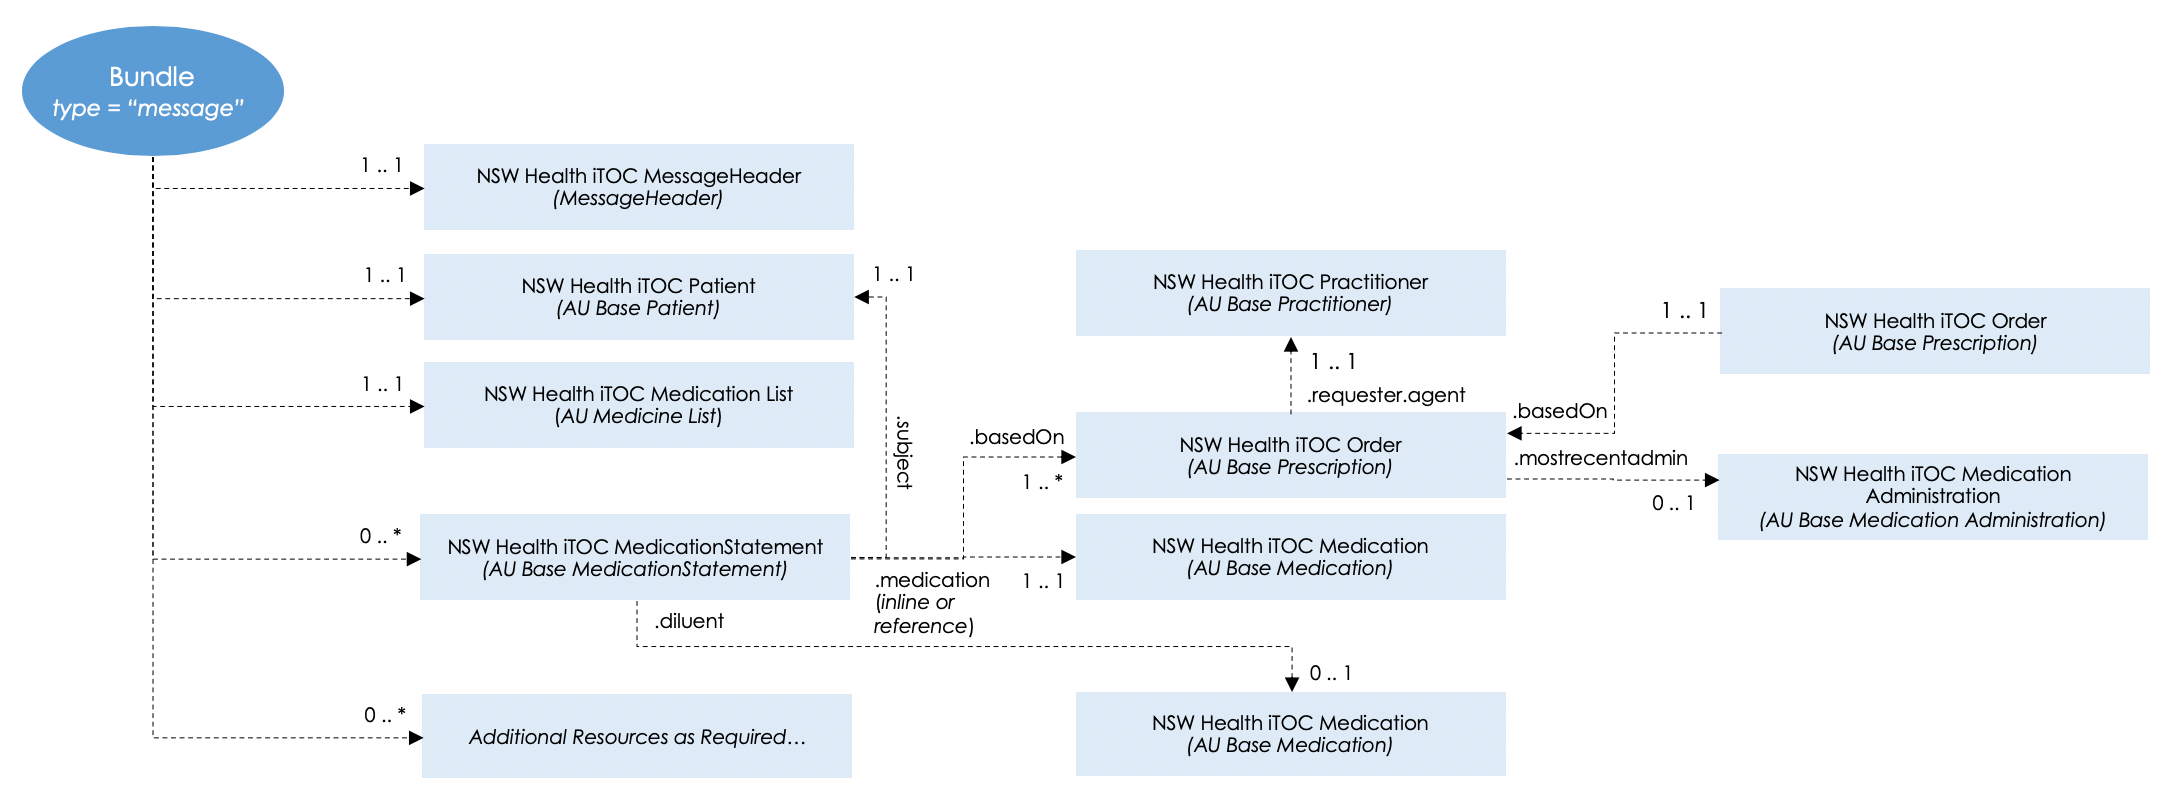 Bundle
type = “message”
1 .. 1
NSW Health iTOC MessageHeader
(MessageHeader)
1 .. 1
NSW Health iTOC Patient
(AU Base Patient)
1 .. 1
1 .. 1
NSW Health iTOC Medication List
(AU Medicine List)
.subject
0 .. *
NSW Health iTOC MedicationStatement
(AU Base MedicationStatement)
.medication
(inline or
reference)
.diluent
0 .. *
Additional Resources as Required…
NSW Health iTOC Practitioner
(AU Base Practitioner)
1 .. 1
.requester.agent
.basedOn
1 .. *
NSW Health iTOC Order
(AU Base Prescription)
1 .. 1
NSW Health iTOC Medication
(AU Base Medication)
0 .. 1
NSW Health iTOC Medication
(AU Base Medication)
1 .. 1
NSW Health iTOC Order
(AU Base Prescription)
.basedOn
.mostrecentadmin
0 .. 1
NSW Health iTOC Medication
Administration
(AU Base Medication Administration)